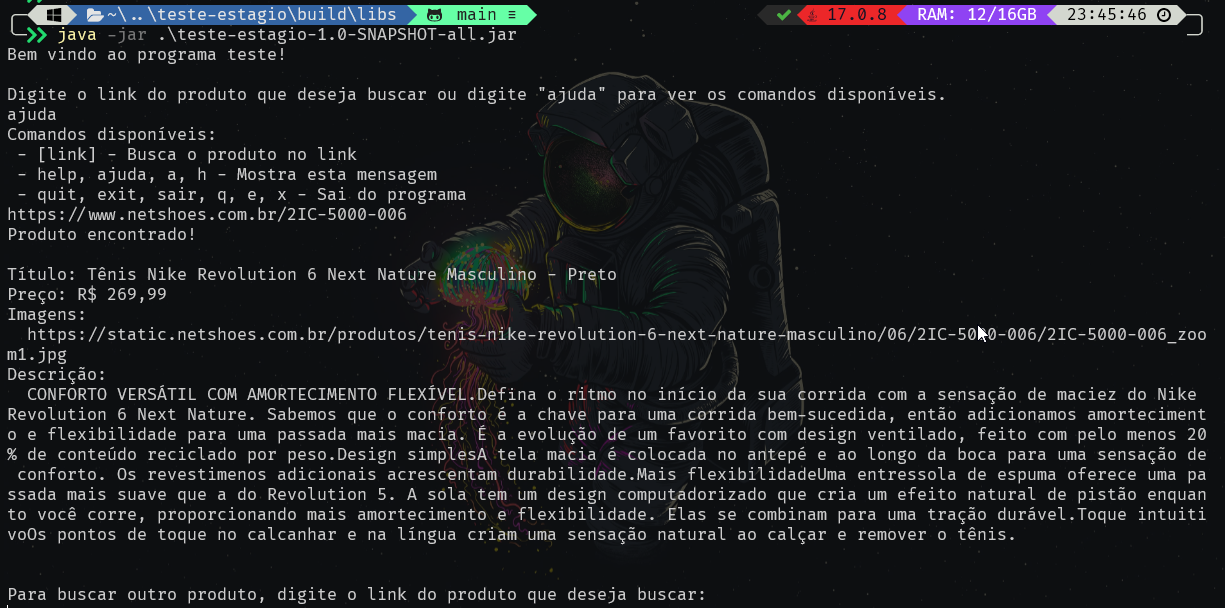 ~\..\teste-estagio\build\libs main ≡ 17.0.8 RAM: 12/16GB 23:45:46
java -jar .\teste-estagio-1.0-SNAPSHOT-all.jar
Bem vindo ao programa teste!
Digite o link do produto que deseja buscar ou digite "ajuda" para ver os comandos disponíveis.
ajuda
Comandos disponíveis:
- [link] - Busca o produto no link
- help, ajuda, a, h - Mostra esta mensagem
- quit, exit, sair, q, e, x - Sai do programa
https://www.netshoes.com.br/2IC-5000-006
Produto encontrado!
Título: Tênis Nike Revolution 6 Next Nature Masculino - Preto
Preço: R$ 269,99
Imagens:
https://static.netshoes.com.br/produtos/tenis-nike-revolution-6-next-nature-masculino/06/2IC-5000-006/2IC-5000-006_zoo
m1.jpg
Descrição:
CONFORTO VERSÁTIL COM AMORTECIMENTO FLEXÍVEL.Defina o ritmo no início da sua corrida com a sensação de maciez do Nike
Revolution 6 Next Nature. Sabemos que o conforto é a chave para uma corrida bem-sucedida, então adicionamos amorteciment
o e flexibilidade para uma passada mais macia. É a evolução de um favorito com design ventilado, feito com pelo menos 20
% de conteúdo reciclado por peso.Design simplesA tela macia é colocada no antepé e ao longo da boca para uma sensação de
conforto. Os revestimenos adicionais acrescentam durabilidade.Mais flexibilidadeUma entressola de espuma oferece uma pa
ssada mais suave que a do Revolution 5. A sola tem um design computadorizado que cria um efeito natural de pistão enquan
to você corre, proporcionando mais amortecimento e flexibilidade. Elas se combinam para uma tração durável.Toque intuiti
voOs pontos de toque no calcanhar e na língua criam uma sensação natural ao calçar e remover o tênis.
Para buscar outro produto, digite o link do produto que deseja buscar: